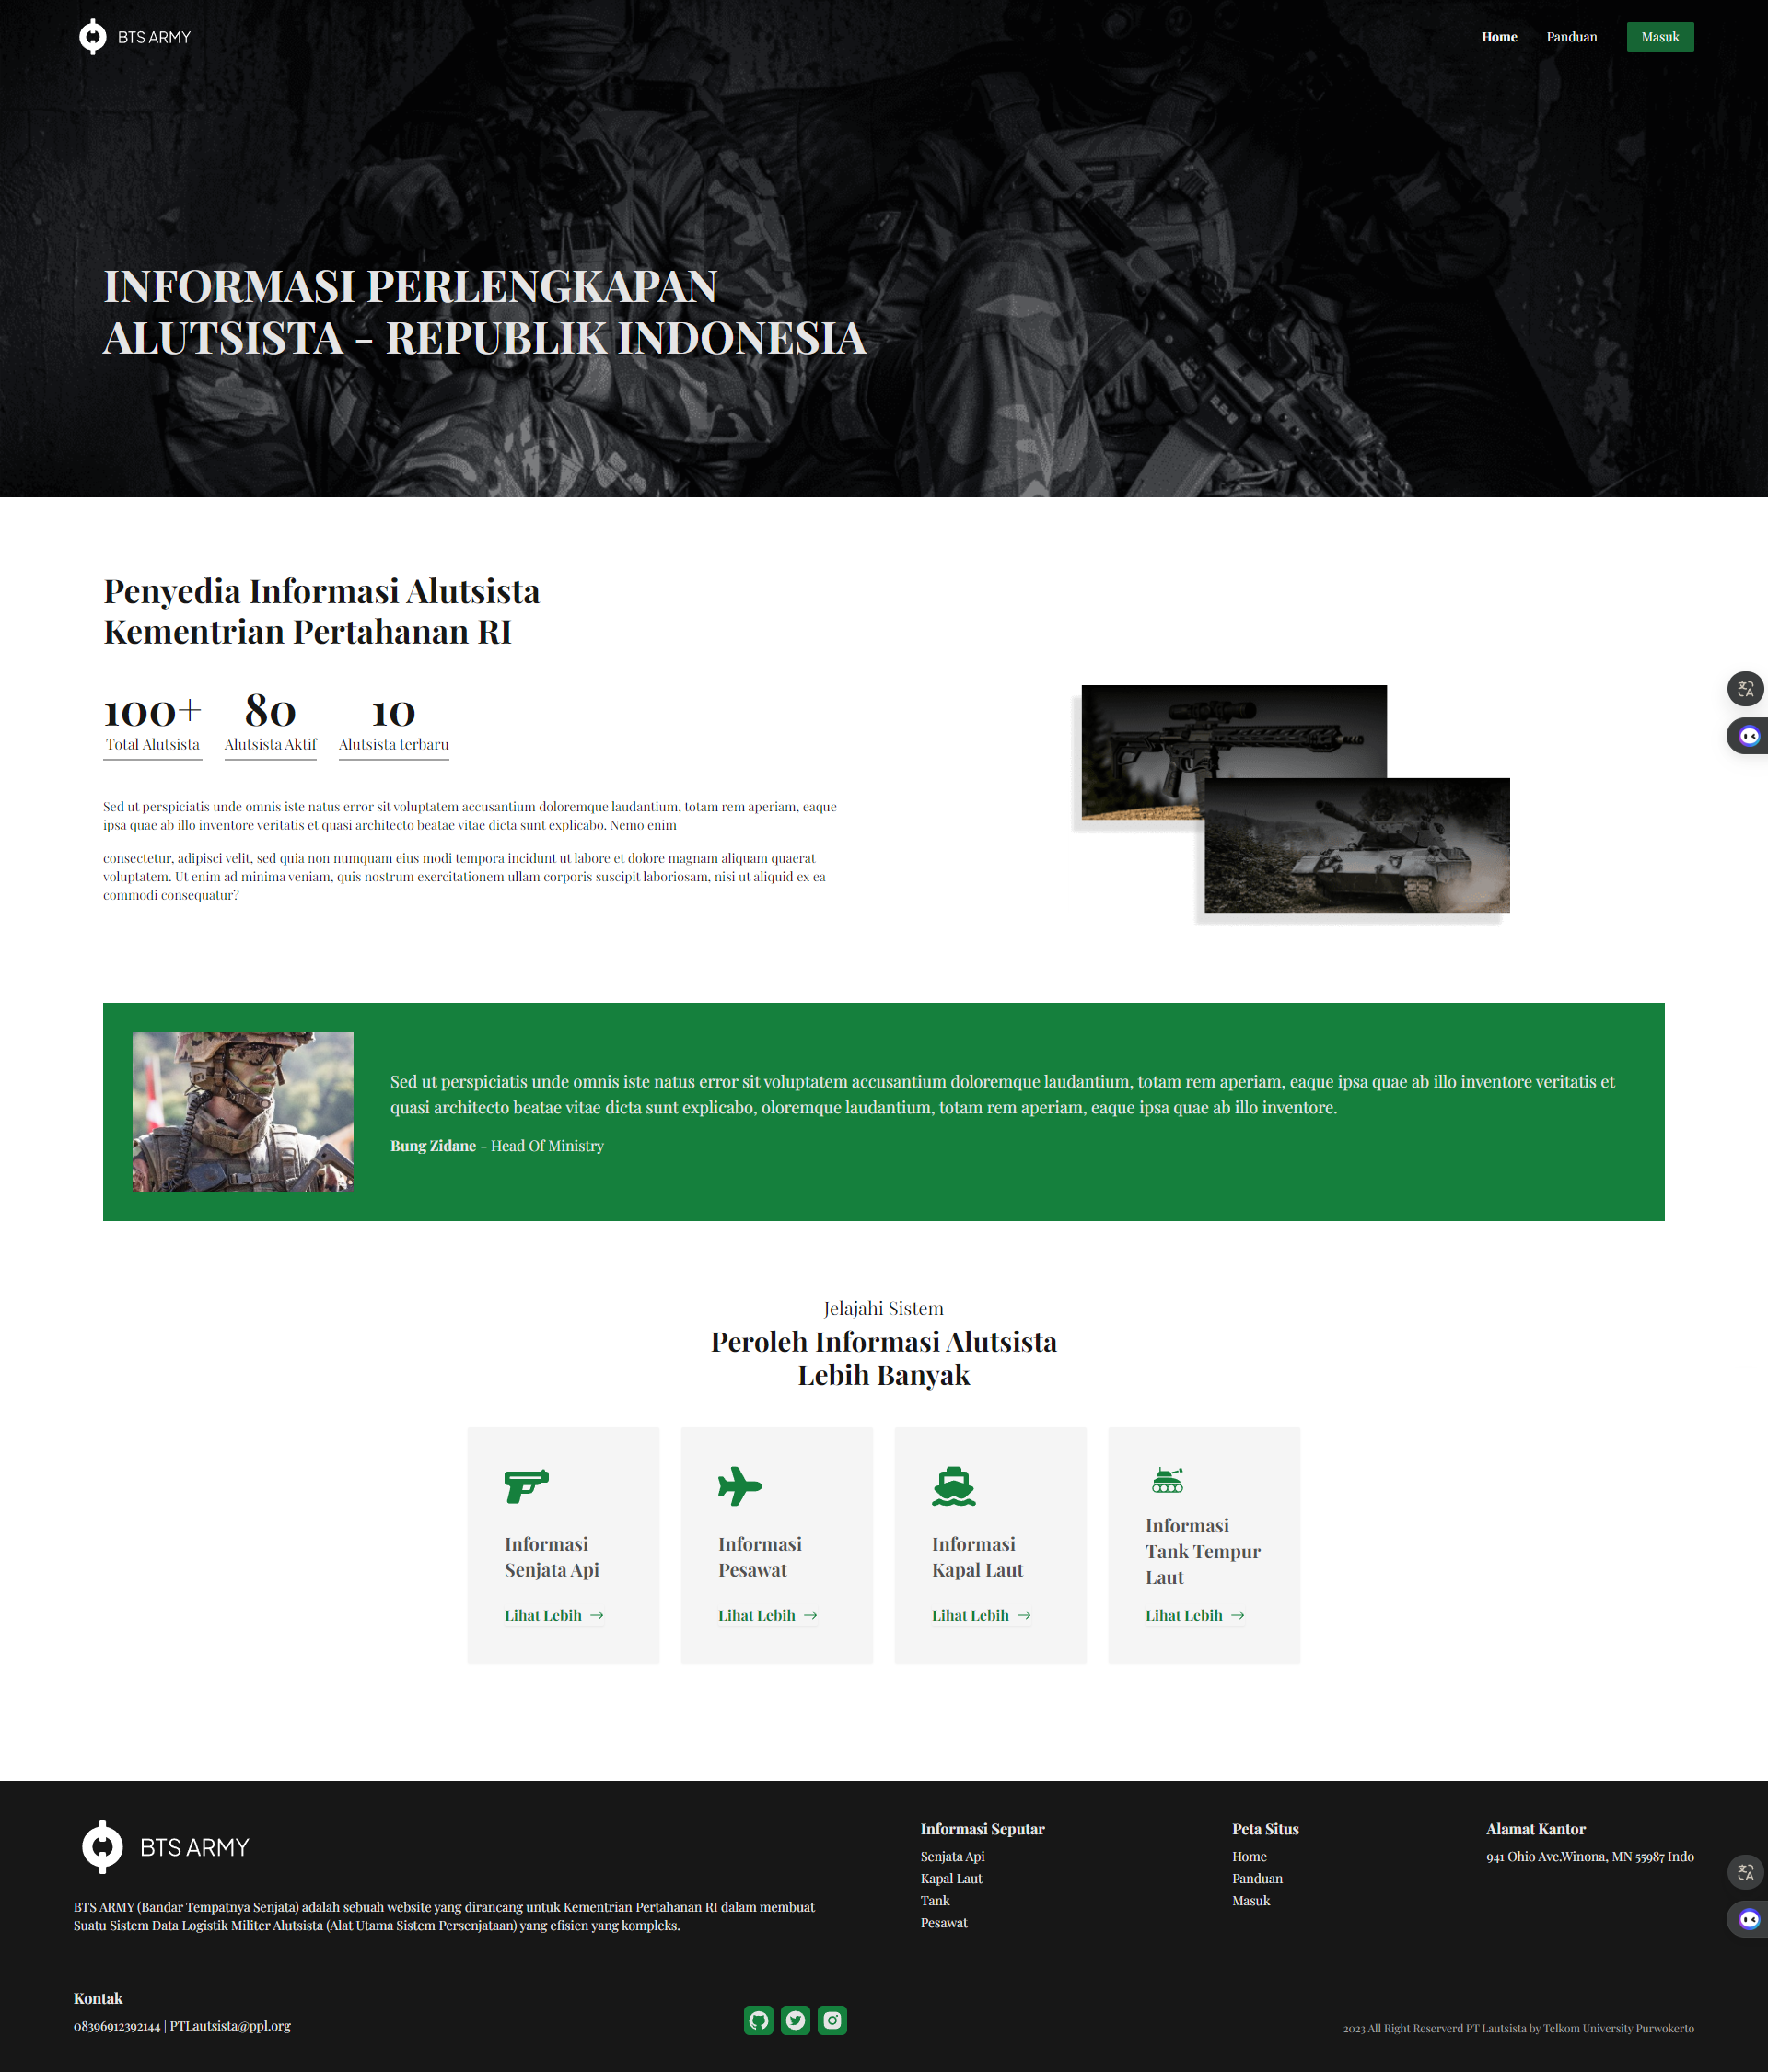 BTS ARMY
Home
Panduan
Masuk
INFORMASI PERLENGKAPAN
ALUTSISTA - REPUBLIK INDONESIA
Penyedia Informasi Alutsista
Kementrian Pertahanan RI
100+
Total Alutsista
80
Alutsista Aktif
10
Alutsista terbaru
Sed ut perspiciatis unde omnis iste natus error sit voluptatem accusantium doloremque laudantium, totam rem aperiam, eaque
ipsa quae ab illo inventore veritatis et quasi architecto beatae vitae dicta sunt explicabo. Nemo enim
consectetur, adipisci velit, sed quia non numquam eius modi tempora incidunt ut labore et dolore magnam aliquam quaerat
voluptatem. Ut enim ad minima veniam, quis nostrum exercitationem ullam corporis suscipit laboriosam, nisi ut aliquid ex ea
commodi consequatur?
Sed ut perspiciatis unde omnis iste natus error sit voluptatem accusantium doloremque laudantium, totam rem aperiam, eaque ipsa quae ab illo inventore veritatis et
quasi architecto beatae vitae dicta sunt explicabo, oloremque laudantium, totam rem aperiam, eaque ipsa quae ab illo inventore.
Bung Zidane - Head Of Ministry
Jelajahi Sistem
Peroleh Informasi Alutsista
Lebih Banyak
Informasi
Senjata Api
Lihat Lebih
Informasi
Pesawat
Lihat Lebih
Informasi
Kapal Laut
Lihat Lebih
Informasi
Tank Tempur
Laut
Lihat Lebih
BTS ARMY
BTS ARMY (Bandar Tempatnya Senjata) adalah sebuah website yang dirancang untuk Kementrian Pertahanan RI dalam membuat
Suatu Sistem Data Logistik Militer Alutsista (Alat Utama Sistem Persenjataan) yang efisien yang kompleks.
Informasi Seputar
Senjata Api
Kapal Laut
Tank
Pesawat
Peta Situs
Home
Panduan
Masuk
Alamat Kantor
941 Ohio Ave.Winona, MN 55987 Indo
Kontak
08396912392144 | PTLautsista@ppl.org
2023 All Right Reserverd PT Lautsista by Telkom University Purwokerto